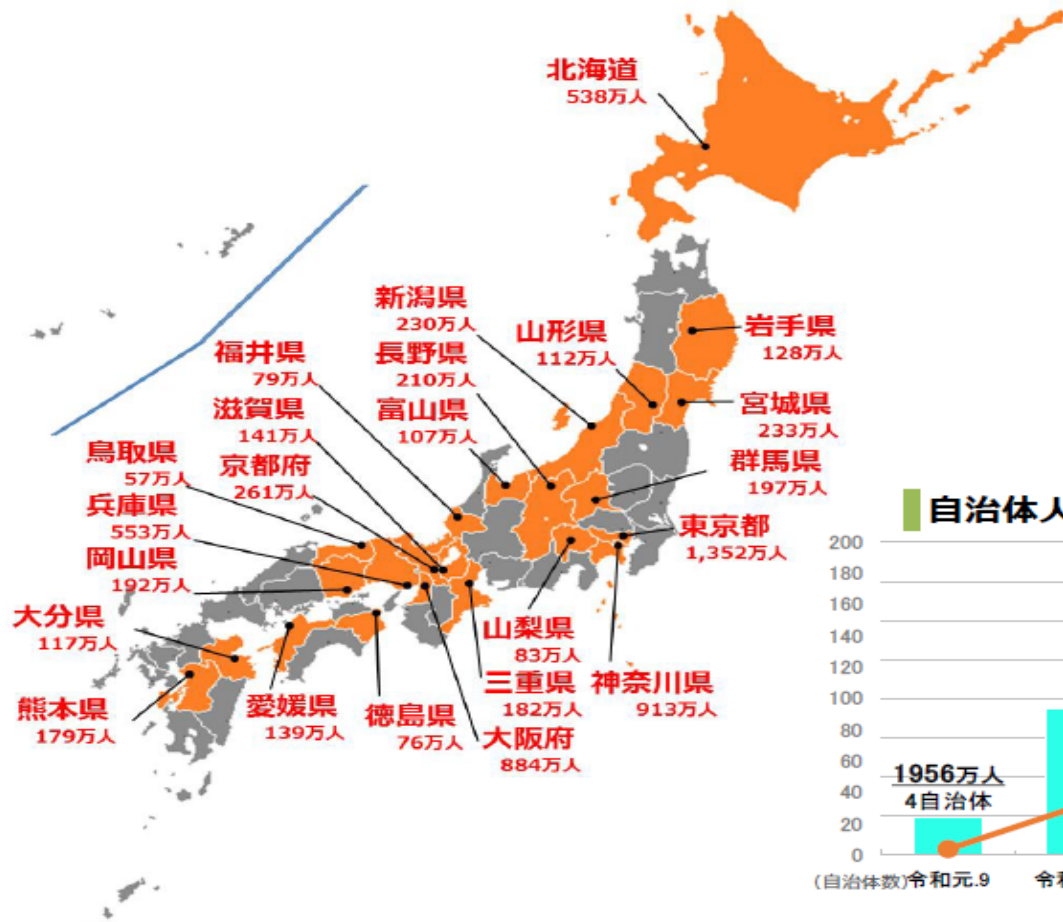 北海道
538万人
新潟県
230万人
山形県
112万人
岩手県
128万人
福井県
79万人
長野県
210万人
滋賀県
141万人
富山県
107万人
宮城県
233万人
鳥取県
57万人
京都府
261万人
群馬県
197万人
兵庫県
553万人
東京都
1,352万人
岡山県
192万人
大分県
117万人
山梨県
83万人
熊本県
179万人
愛媛県
139万人
徳島県
76万人
三重県
182万人
神奈川県
913万人
大阪府
884万人
自治体人
200
180
160
140
120
100
80
60
40
20
0
1956万人
4自治体
(自治体数)
令和元.9
令和